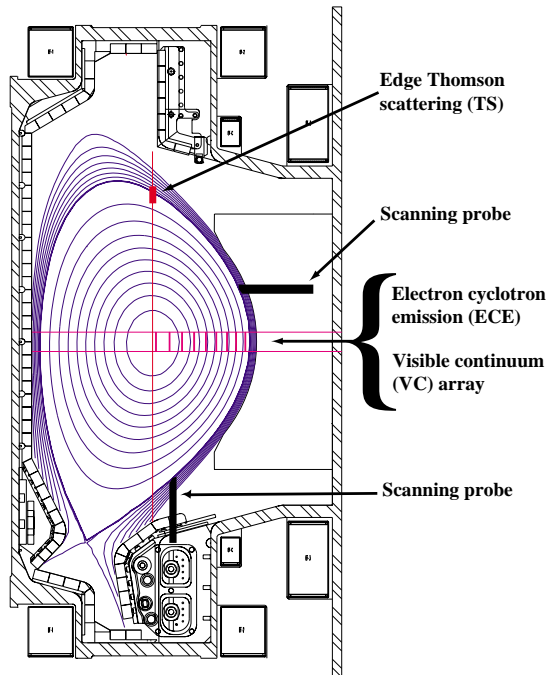 Edge Thomson
scattering (TS)
Scanning probe
Electron cyclotron
emission (ECE)
Visible continuum
(VC) array
Scanning probe